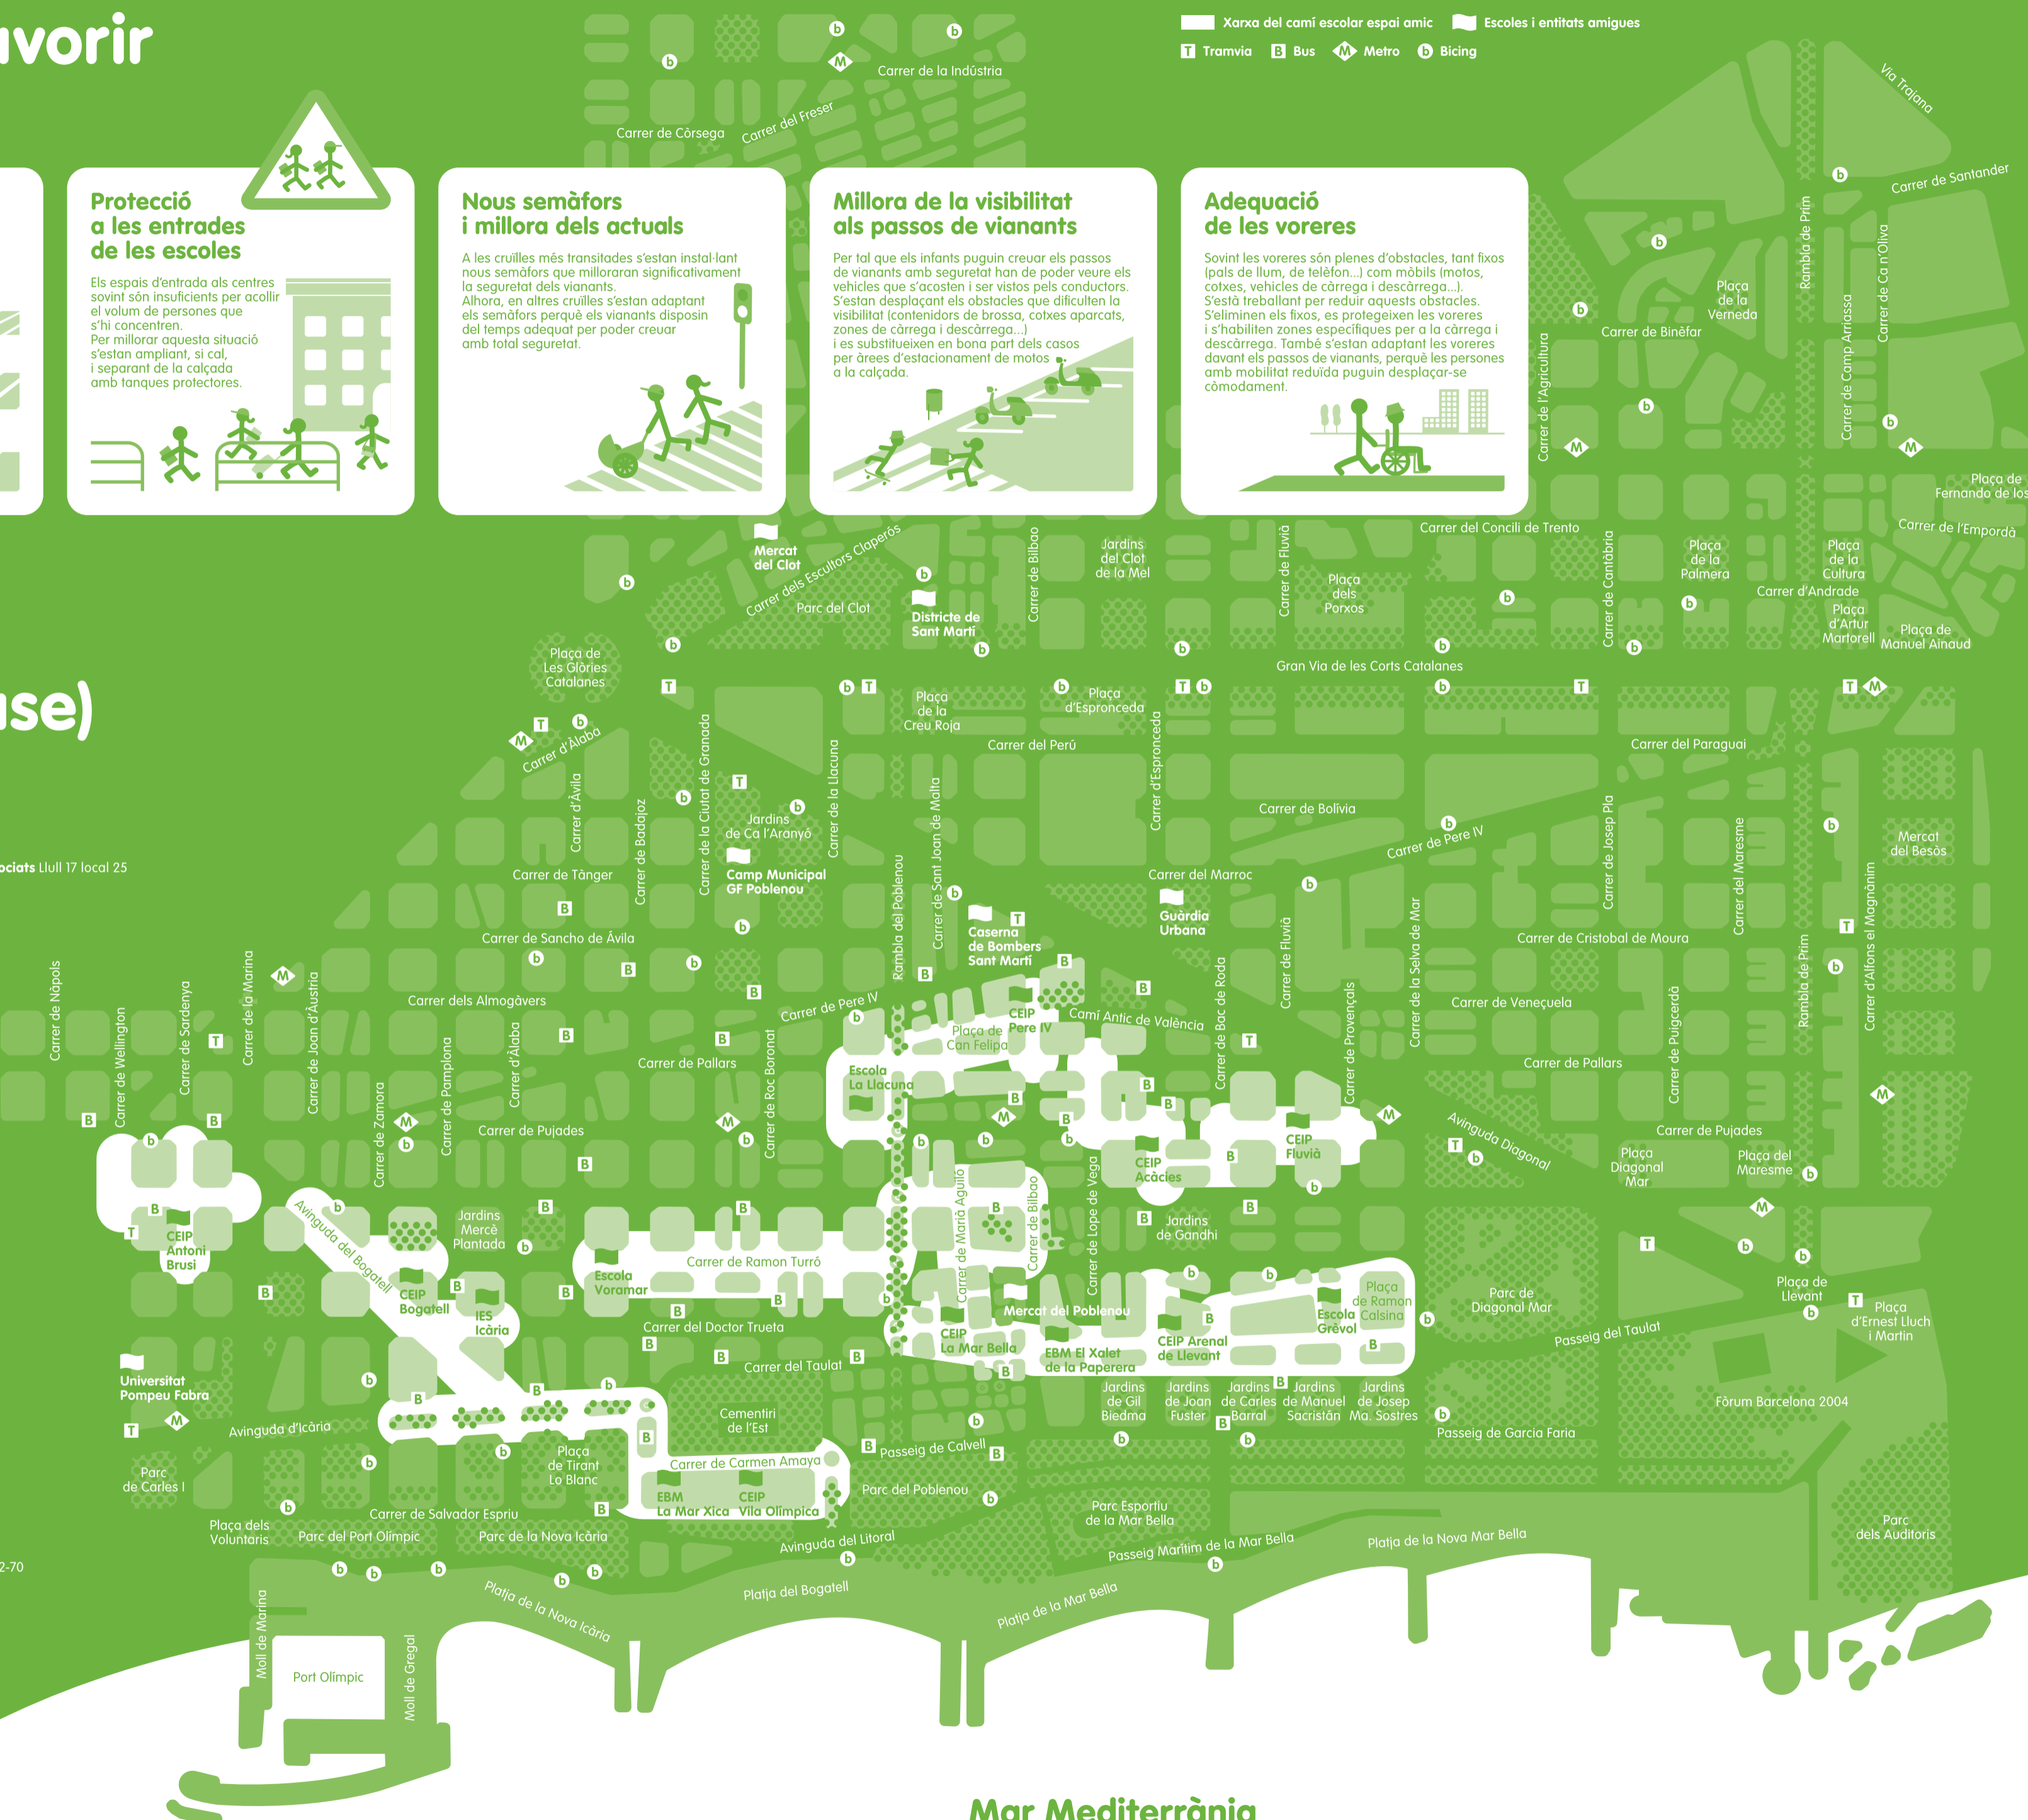 Xarxa del camí escolar espai amic
Escoles i entitats amigues
T Tramvia
B Bus
M Metro
b Bicing
Carrer de la Indústria
Carrer del Freser
Carrer de Còrsega
Via Trajana
Carrer de Santander
Protecció
a les entrades
de les escoles
Els espais d'entrada als centres
sovint són insuficients per acollir
el volum de persones que
s'hi concentren.
Per millorar aquesta situació
s'estan ampliant, si cal,
i separant de la calçada
amb tanques protectores.
Nous semàfors
i millora dels actuals
A les cruïlles més transitades s'estan instal·lant
nous semàfors que milloraran significativament
la seguretat dels vianants.
Alhora, en altres cruïlles s'estan adaptant
els semàfors perquè els vianants disposin
del temps adequat per poder creuar
amb total seguretat.
Millora de la visibilitat
als passos de vianants
Per tal que els infants puguin creuar els passos
de vianants amb seguretat han de poder veure els
vehicles que s'acosten i ser vistos pels conductors.
S'estan desplaçant els obstacles que dificulten la
visibilitat (contenidors de brossa, cotxes aparcats,
zones de càrrega i descàrrega...)
i es substitueixen en bona part dels casos
per àrees d'estacionament de motos
a la calçada.
Adequació
de les voreres
Sovint les voreres són plenes d'obstacles, tant fixos
(pals de llum, de telèfon...) com mòbils (motos,
cotxes, vehicles de càrrega i descàrrega...).
S'està treballant per reduir aquests obstacles.
S'eliminen els fixos, es protegeixen les voreres
i s'habiliten zones específiques per a la càrrega i
descàrrega. També s'estan adaptant les voreres
davant els passos de vianants, perquè les persones
amb mobilitat reduïda puguin desplaçar-se
còmodament.
Rambla de Prim
Carrer de Ca n'Oliva
Plaça
de la
Verneda
Carrer de Binèfar
Carrer de Camp Arriassa
Carrer de l'Agricultura
Plaça de
Fernando de los
Carrer de l'Empordà
Carrer del Concili de Trento
Mercat
del Clot
Carrer dels Escultors Claperós
Parc del Clot
Districte de
Sant Martí
Carrer de Bilbao
Jardins
del Clot
de la Mel
Carrer de Fluvià
Plaça
dels
Porxos
Carrer de Cantàbria
Plaça
de la
Palmera
Plaça
de la
Cultura
Carrer d'Andrade
Plaça
d'Artur
Martorell
Plaça de
Manuel Ainaud
Plaça de
Les Glòries
Catalanes
Gran Via de les Corts Catalanes
Plaça
de la
Creu Roja
Plaça
d'Espronceda
Carrer d'Àlaba
Carrer del Perú
Carrer del Paraguai
Carrer d'Àvila
Carrer de Badajoz
Carrer de la Ciutat de Granada
Carrer de la Llacuna
Carrer de Sant Joan de Malta
Carrer d'Espronceda
Jardins
de Ca l'Aranyó
Carrer de Bolívia
Carrer de Pere IV
Carrer de Josep Pla
Carrer del Maresme
Mercat
del Besòs
ociats Llull 17 local 25
Carrer de Tànger
Camp Municipal
GF Poblenou
Rambla del Poblenou
Carrer del Marroc
Guàrdia
Urbana
Caserna
de Bombers
Sant Martí
Carrer de Sancho de Ávila
Carrer de Fluvià
Carrer de la Selva de Mar
Carrer de Cristobal de Moura
Rambla de Prim
Carrer d'Alfons el Magnànim
Carrer de Nàpols
Carrer de Wellington
Carrer de Sardenya
Carrer de la Marina
Carrer de Joan d'Àustria
Carrer dels Almogàvers
Carrer de Pere IV
Plaça de
Can Felipa
CEIP
Pere IV
Camí Antic de València
Carrer de Bac de Roda
Carrer de Provençals
Carrer de Veneçuela
Carrer de Puigcerdà
Carrer de Zamora
Carrer de Pamplona
Carrer d'Àlaba
Carrer de Pallars
Carrer de Roc Boronat
Escola
La Llacuna
Carrer de Pallars
Carrer de Pujades
CEIP
Acàcies
CEIP
Fluvià
Avinguda Diagonal
Carrer de Pujades
Plaça
Diagonal
Mar
Plaça del
Maresme
CEIP
Antoni
Brusi
Avinguda del Bogatell
Jardins
Mercè
Plantada
CEIP
Bogatell
IES
Icària
Escola
Voramar
Carrer de Ramon Turró
Carrer de Marià Aguiló
Carrer de Bilbao
Carrer de Lope de Vega
Jardins
de Gandhi
Mercat del Poblenou
Carrer del Doctor Trueta
Carrer del Taulat
CEIP
La Mar Bella
EBM El Xalet
de la Paperera
CEIP Arenal
de Llevant
Escola
Grèvol
Plaça
de Ramon
Calsina
Parc de
Diagonal Mar
Passeig del Taulat
Plaça de
Llevant
Plaça
d'Ernest Lluch
i Martin
Universitat
Pompeu Fabra
Avinguda d'Icària
Parc
de Carles I
Plaça dels
Voluntaris
Carrer de Salvador Espriu
Parc del Port Olímpic
Parc de la Nova Icària
Plaça
de Tirant
Lo Blanc
Cementiri
de l'Est
Carrer de Carmen Amaya
EBM
La Mar Xica
CEIP
Vila Olímpica
Passeig de Calvell
Parc del Poblenou
Avinguda del Litoral
Jardins
de Gil
Biedma
Jardins
de Joan
Fuster
Jardins
de Carles
Barral
Jardins
de Manuel
Sacristán
Jardins
de Josep
Ma. Sostres
Passeig de Garcia Faria
Fòrum Barcelona 2004
Parc Esportiu
de la Mar Bella
Passeig Marítim de la Mar Bella
Platja de la Nova Mar Bella
Parc
dels Auditoris
2-70
Moll de Marina
Port Olímpic
Moll de Gregal
Platja de la Nova Icària
Platja del Bogatell
Platja de la Mar Bella
Mar Mediterrània